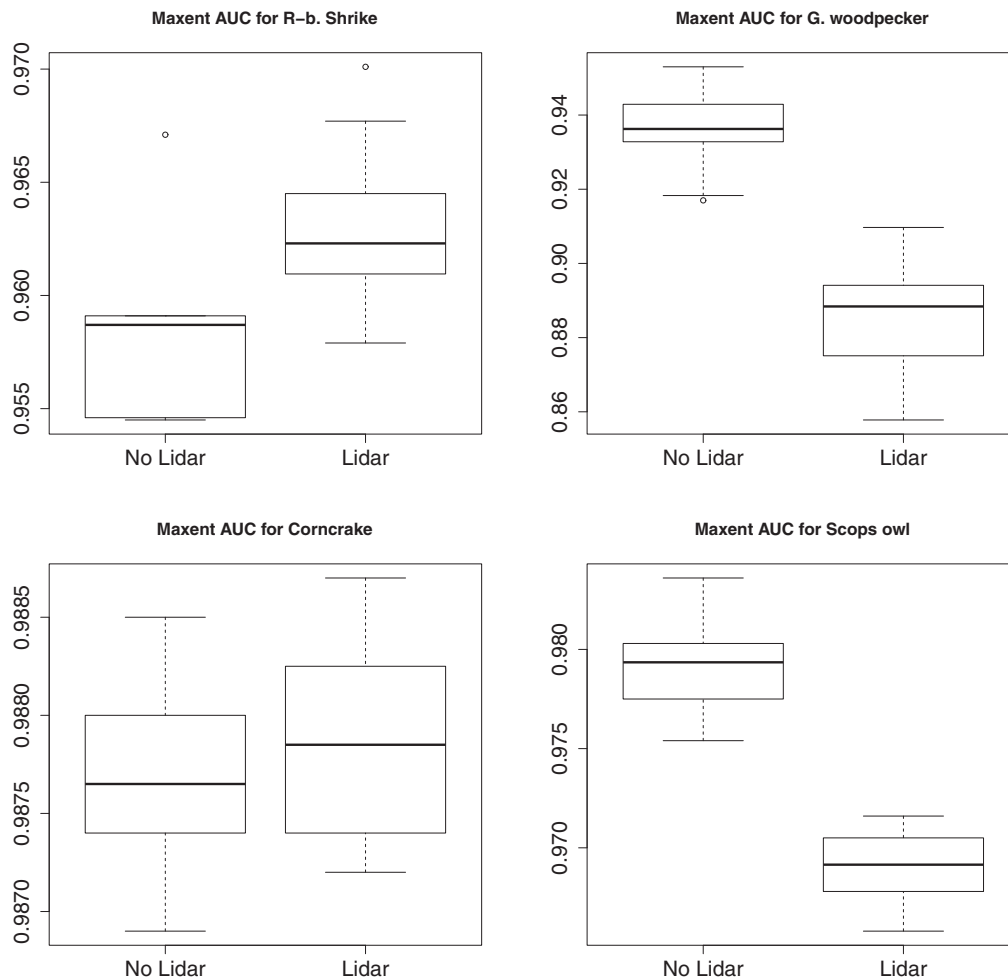 Maxent AUC for R−b. Shrike
0.970
0.965
0.960
0.955
No Lidar
Lidar
Maxent AUC for G. woodpecker
0.94
0.92
0.90
0.88
0.86
No Lidar
Lidar
Maxent AUC for Corncrake
0.9885
0.9880
0.9875
0.9870
No Lidar
Lidar
Maxent AUC for Scops owl
0.980
0.975
0.970
No Lidar
Lidar